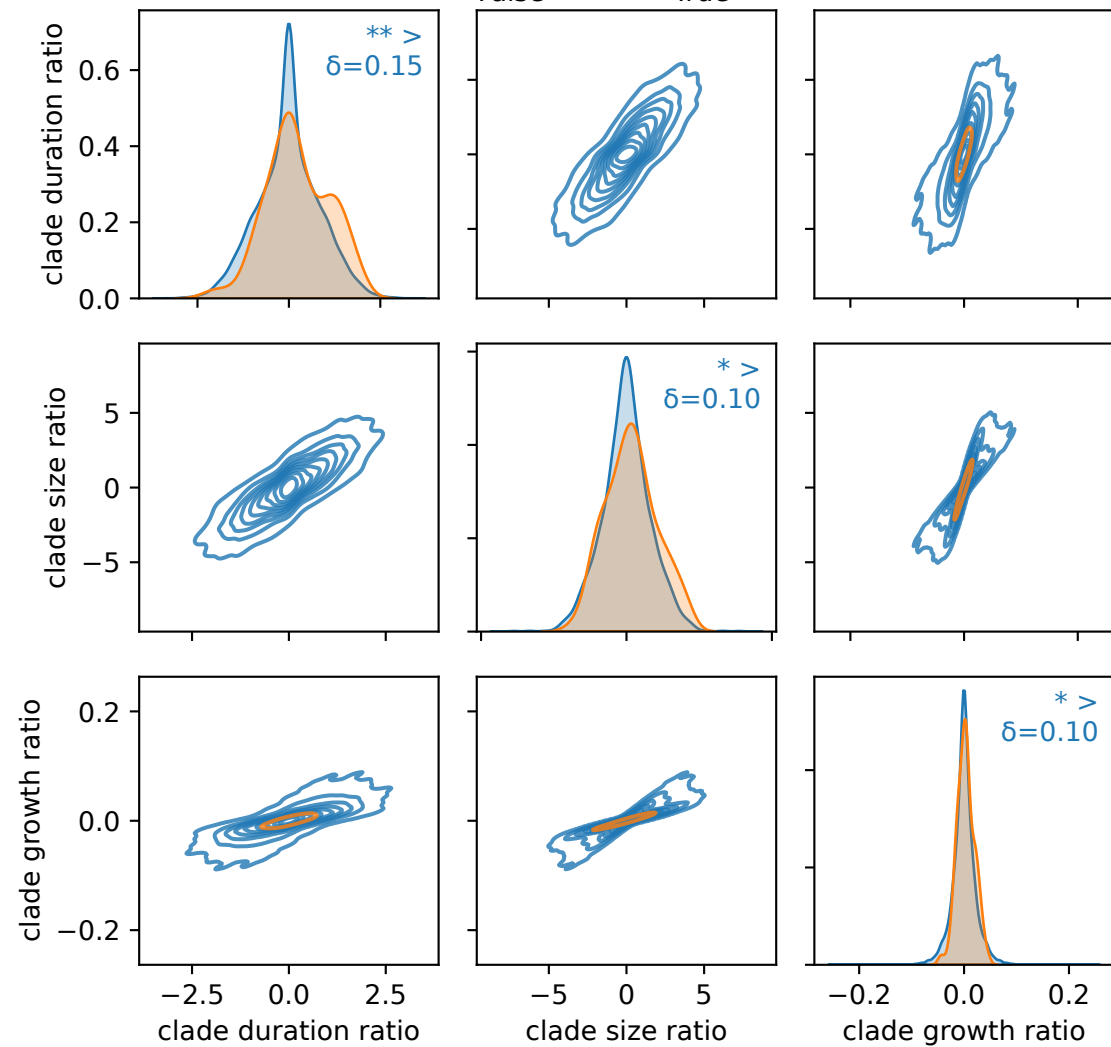 clade duration ratio
0.6
0.4
0.2
0.0
** >
δ=0.15
clade size ratio
5
0
−5
* >
δ=0.10
clade growth ratio
0.2
0.0
−0.2
* >
δ=0.10
−2.5 0.0 2.5
−5 0 5
−0.2 0.0 0.2
clade duration ratio
clade size ratio
clade growth ratio